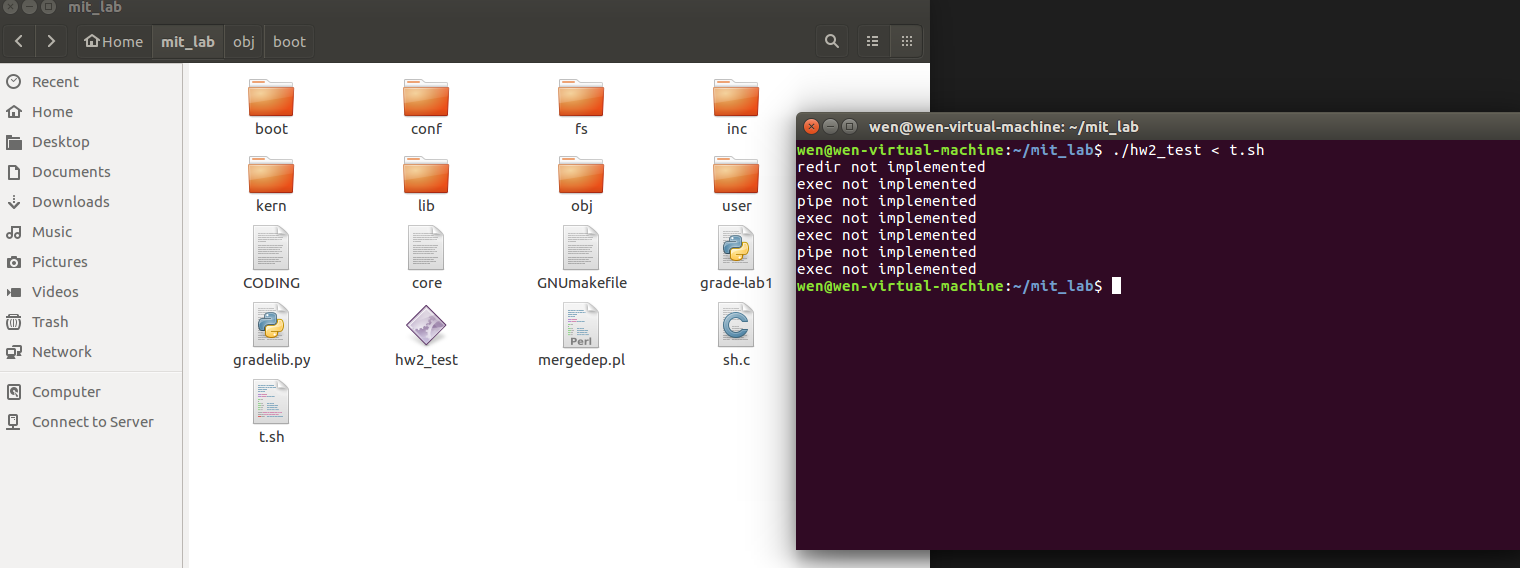 mit_lab
Home mit_lab obj boot
Recent
Home
Desktop
Documents
Downloads
Music
Pictures
Videos
Trash
Network
Computer
Connect to Server
boot conf fs inc
kern lib obj user
CODING core GNUmakefile grade-lab1
gradelib.py hw2_test mergedep.pl sh.c
Perl
t.sh
wen@wen-virtual-machine: ~/mit_lab
wen@wen-virtual-machine:~/mit_lab$ ./hw2_test < t.sh
redir not implemented
exec not implemented
pipe not implemented
exec not implemented
exec not implemented
pipe not implemented
exec not implemented
wen@wen-virtual-machine:~/mit_lab$